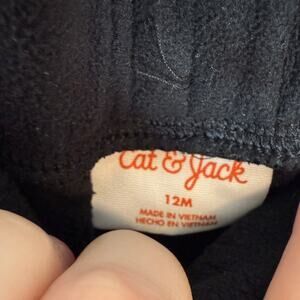 Cat & Jack
12M
MADE IN VIETNAM
HECHO EN VIETNAM